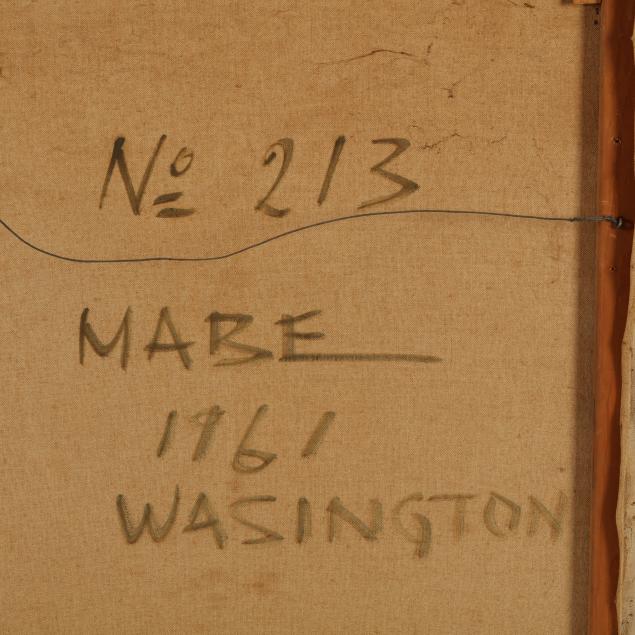 Nº 213
MABE
1961
WASINGTON